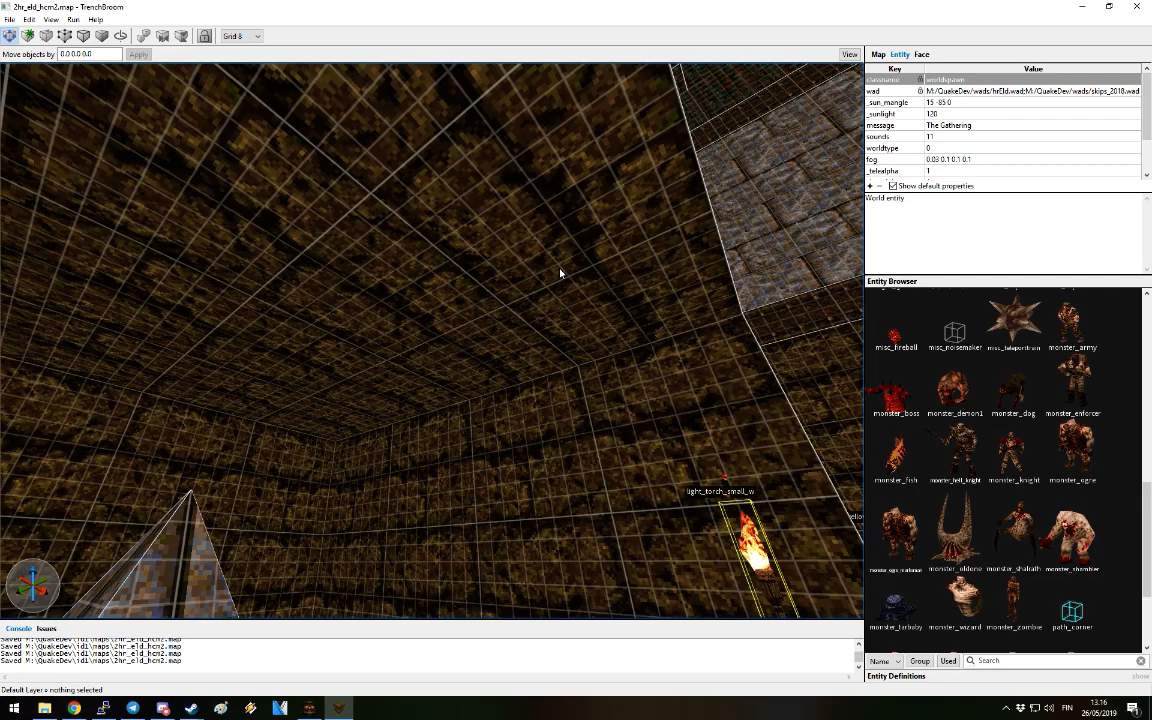 2hr_eld_hcm2.map - TrenchBroom
File Edit View Run Help
Grid 8
Move objects by 0.0 0.0 0.0 Apply View
Map Entity Face
Key Value
classname worldspawn
wad M:/QuakeDev/wads/hrEld.wad;M:/QuakeDev/wads/skips_2018.wad
_sun_mangle 15 -85 0
_sunlight 120
message The Gathering
sounds 11
worldtype 0
fog 0.03 0.1 0.1 0.1
_telealpha 1
+ − Show default properties
World entity
Entity Browser
misc_fireball misc_noisemaker misc_teleporttrain monster_army
monster_boss monster_demon1 monster_dog monster_enforcer
monster_fish monster_hell_knight monster_knight monster_ogre
monster_ogre_marksman monster_oldone monster_shalrath monster_shambler
monster_tarbaby monster_wizard monster_zombie path_corner
light_torch_small_w
Name Group Used Search
Entity Definitions show
Console Issues
Saved M:\QuakeDev\id1\maps\2hr_eld_hcm2.map
Saved M:\QuakeDev\id1\maps\2hr_eld_hcm2.map
Saved M:\QuakeDev\id1\maps\2hr_eld_hcm2.map
Saved M:\QuakeDev\id1\maps\2hr_eld_hcm2.map
Default Layer » nothing selected
FIN
13.16
26/05/2019